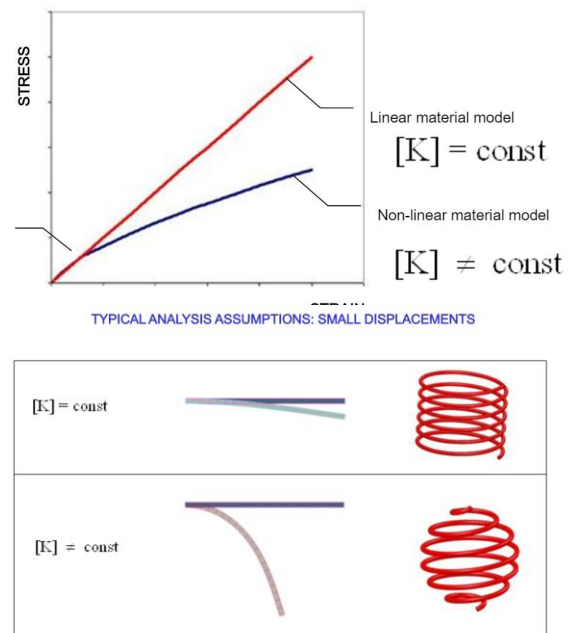 STRESS
Linear material model
[K] = const
Non-linear material model
[K] ≠ const
TYPICAL ANALYSIS ASSUMPTIONS: SMALL DISPLACEMENTS
[K] = const
[K] ≠ const